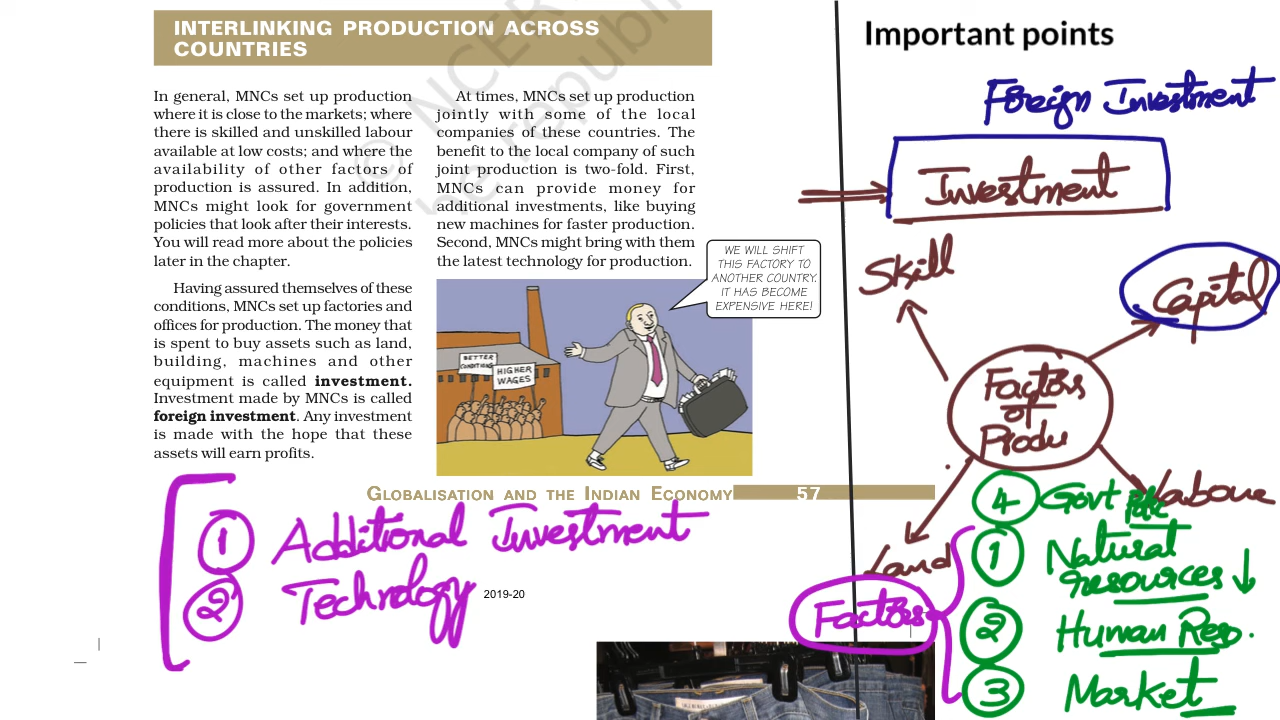 INTERLINKING PRODUCTION ACROSS
COUNTRIES
In general, MNCs set up production
where it is close to the markets; where
there is skilled and unskilled labour
available at low costs; and where the
availability of other factors of
production is assured. In addition,
MNCs might look for government
policies that look after their interests.
You will read more about the policies
later in the chapter.
Having assured themselves of these
conditions, MNCs set up factories and
offices for production. The money that
is spent to buy assets such as land,
building, machines and other
equipment is called investment.
Investment made by MNCs is called
foreign investment. Any investment
is made with the hope that these
assets will earn profits.
At times, MNCs set up production
jointly with some of the local
companies of these countries. The
benefit to the local company of such
joint production is two-fold. First,
MNCs can provide money for
additional investments, like buying
new machines for faster production.
Second, MNCs might bring with them
the latest technology for production.
WE WILL SHIFT
THIS FACTORY TO
ANOTHER COUNTRY.
IT HAS BECOME
EXPENSIVE HERE!
BETTER
CONDITIONS
HIGHER
WAGES
GLOBALISATION AND THE INDIAN ECONOMY 57
① Additional Investment
② Technology
2019-20
Important points
Foreign Investment
Investment
Skill
Capital
Factors
of
Produ
Labour
Land
Factors
④ Govt
① Natural
resources ↓
② Human Reso.
③ Market
© NCER
he republi